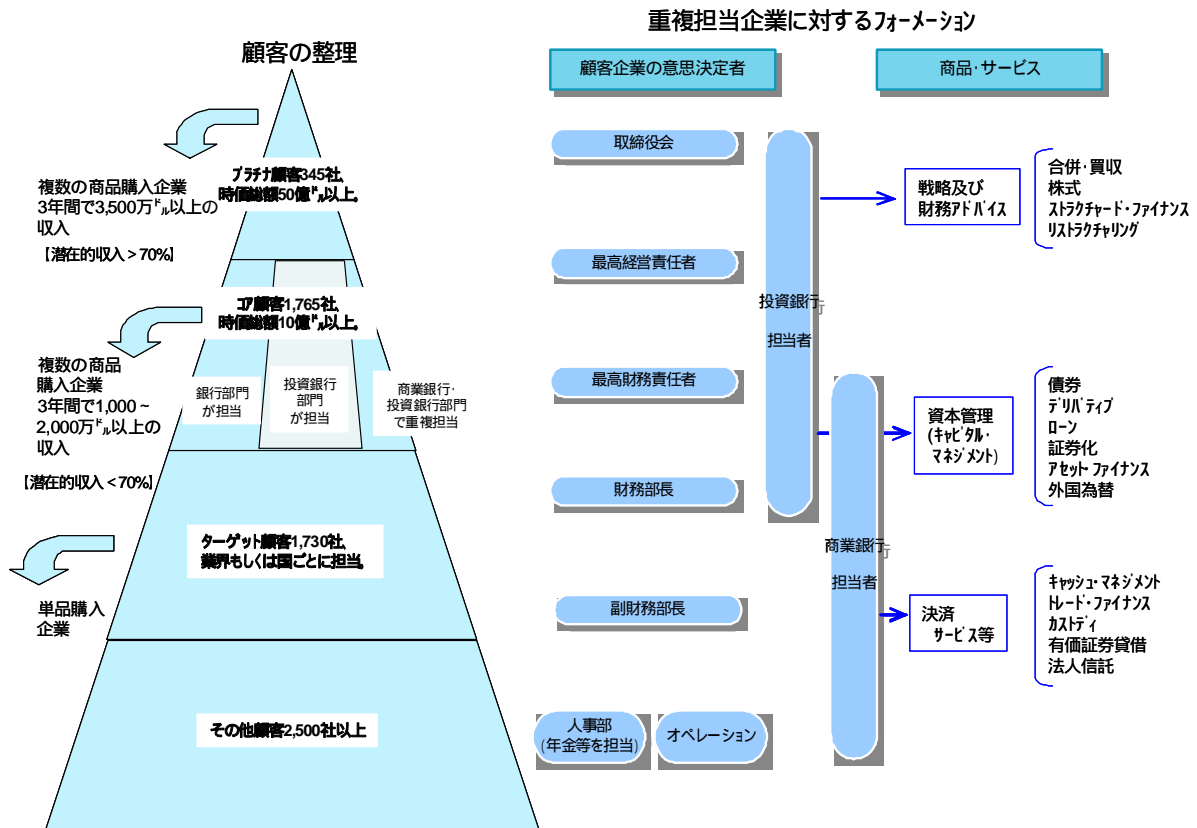 重複担当企業に対するフォーメーション
顧客の整理
複数の商品購入企業
3年間で3,500万ドル以上の
収入
【潜在的収入＞70%】
プラチナ顧客345社、
時価総額50億ドル以上。
コア顧客1,765社、
時価総額10億ドル以上。
複数の商品
購入企業
3年間で1,000～
2,000万ドル以上の
収入
【潜在的収入＜70%】
銀行部門
が担当
投資銀行
部門
が担当
商業銀行・
投資銀行部門
で重複担当
ターゲット顧客1,730社、
業界もしくは国ごとに担当。
単品購入
企業
その他顧客2,500社以上
顧客企業の意思決定者
取締役会
最高経営責任者
最高財務責任者
財務部長
副財務部長
人事部
(年金等を担当)
オペレーション
投資銀行
担当者
商業銀行
担当者
商品・サービス
戦略及び
財務アドバイス
合併・買収
株式
ストラクチャード・ファイナンス
リストラクチャリング
資本管理
(キャピタル・
マネジメント)
債券
デリバティブ
ローン
証券化
アセットファイナンス
外国為替
決済
サービス等
キャッシュ・マネジメント
トレード・ファイナンス
カストディ
有価証券貸借
法人信託